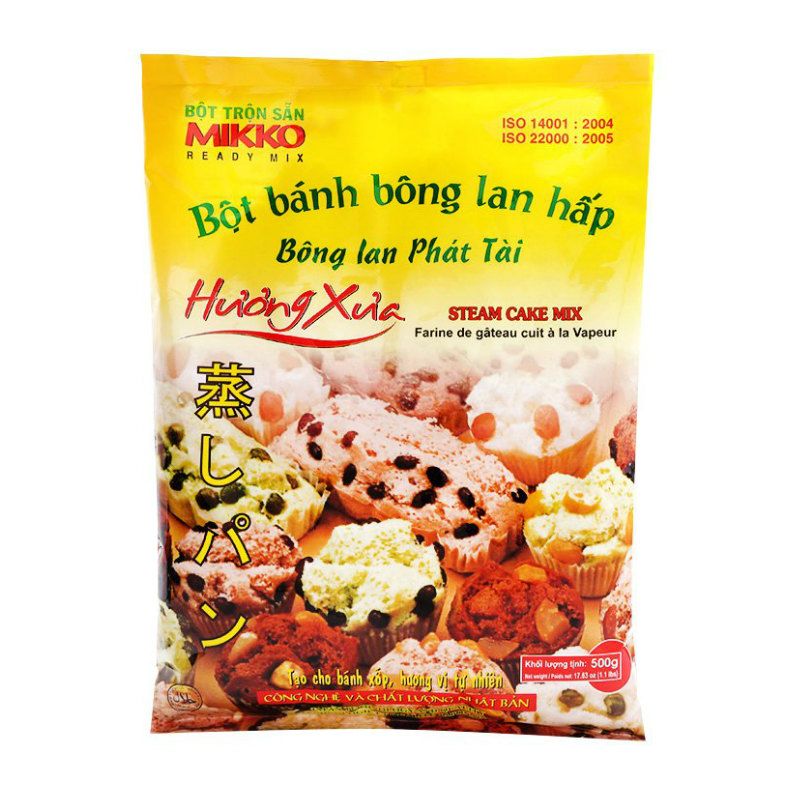 BỘT TRỘN SẴN
MIKKO
READY MIX
ISO 14001 : 2004
ISO 22000 : 2005
Bột bánh bông lan hấp
Bông lan Phát Tài
Hương Xưa
STEAM CAKE MIX
Farine de gâteau cuit à la Vapeur
蒸しパン
Khối lượng tịnh: 500g
Net weight / Poids net: 17.63 oz (1.1 lbs)
Tạo cho bánh xốp, hương vị tự nhiên
CÔNG NGHỆ VÀ CHẤT LƯỢNG NHẬT BẢN